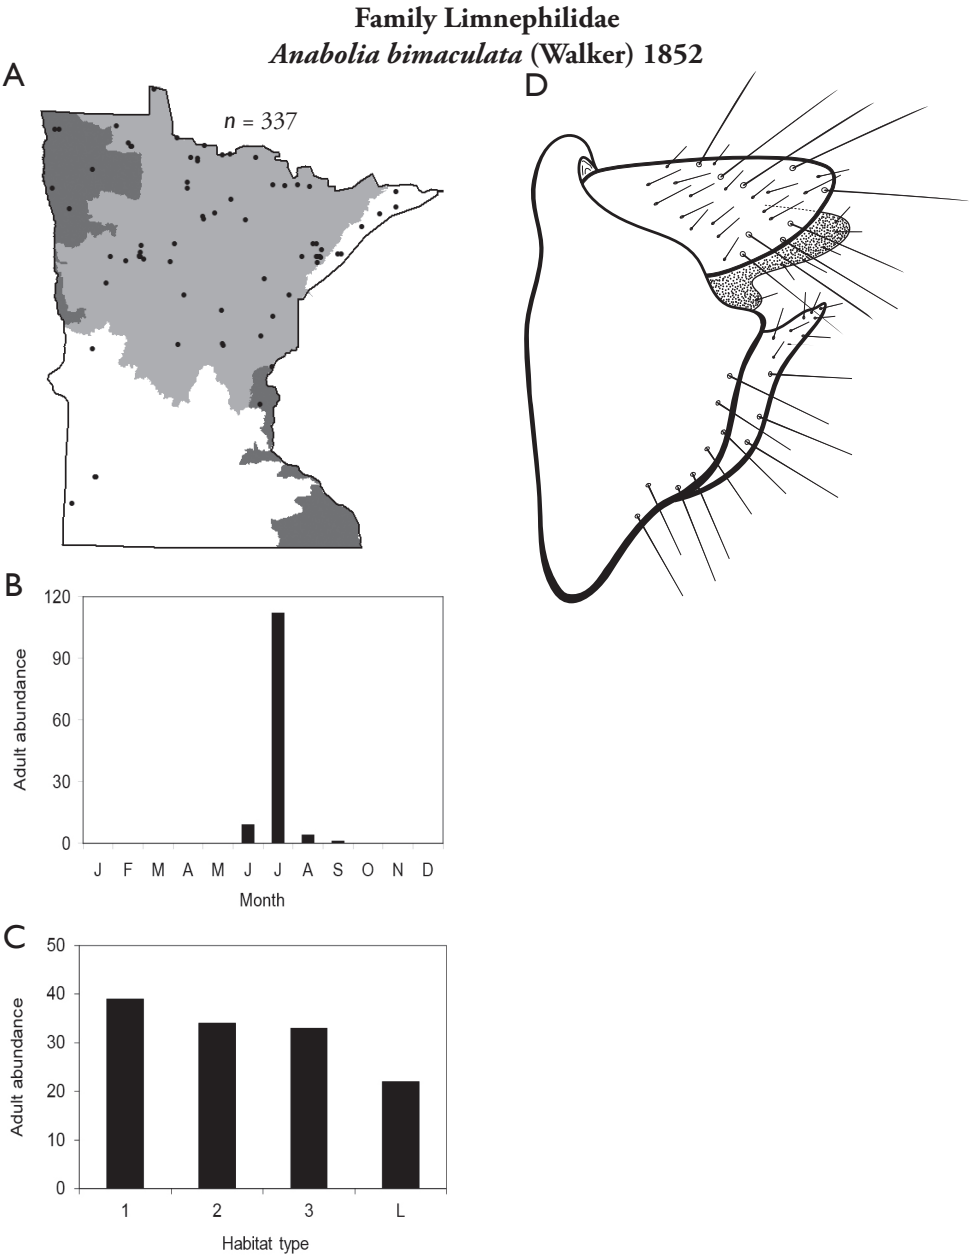 Family Limnephilidae
Anabolia bimaculata (Walker) 1852
A
n = 337
D
B
120
90
60
30
0
Adult abundance
J F M A M J J A S O N D
Month
C
50
40
30
20
10
0
Adult abundance
1 2 3 L
Habitat type